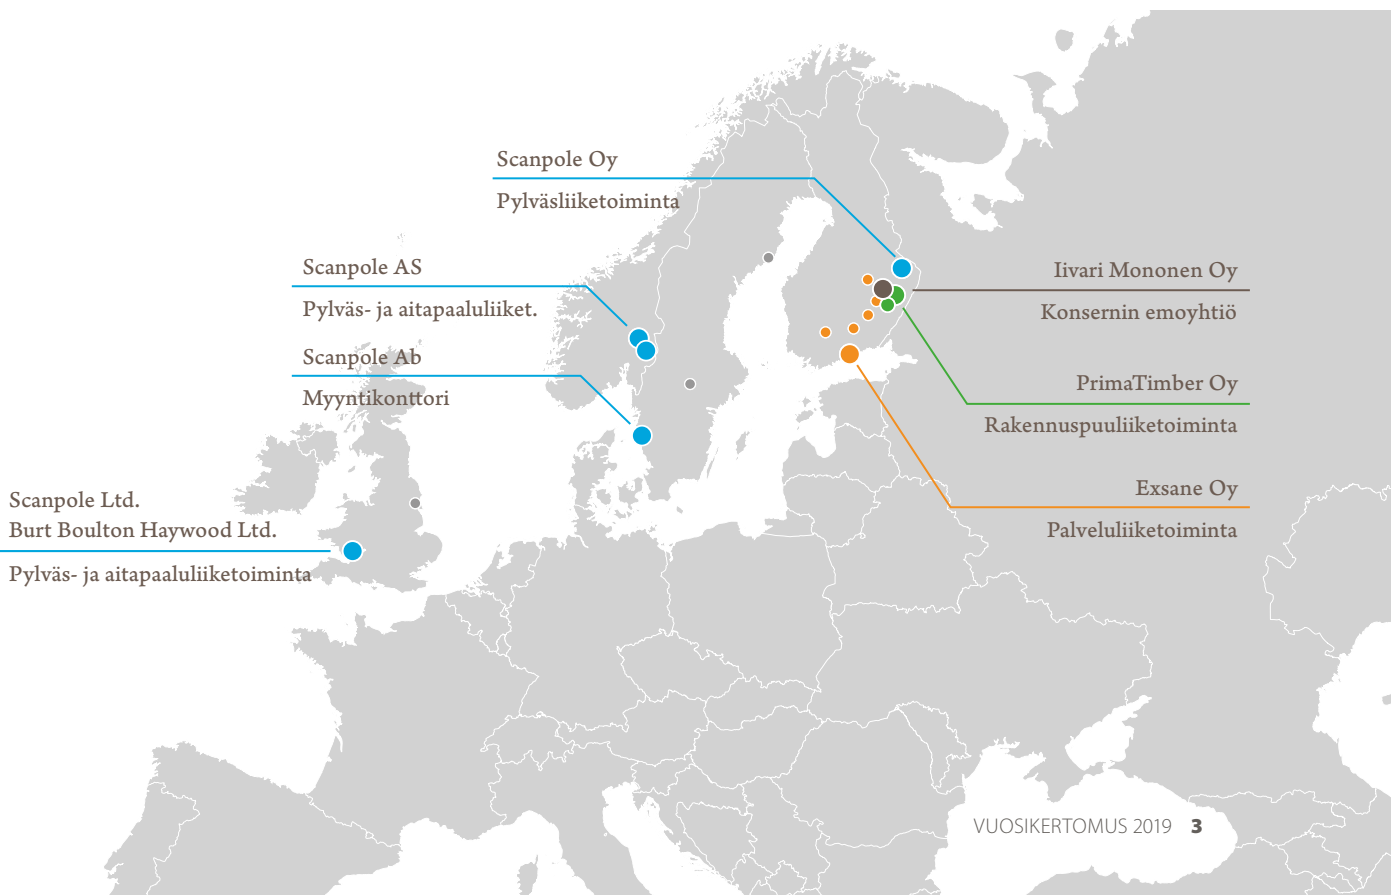 Scanpole Oy
Pylväsliiketoiminta
Scanpole AS
Pylväs- ja aitapaaluliiket.
Scanpole Ab
Myyntikonttori
Scanpole Ltd.
Burt Boulton Haywood Ltd.
Pylväs- ja aitapaaluliiketoiminta
Iivari Mononen Oy
Konsernin emoyhtiö
PrimaTimber Oy
Rakennuspuuliiketoiminta
Exsane Oy
Palveluliiketoiminta
VUOSIKERTOMUS 2019 3